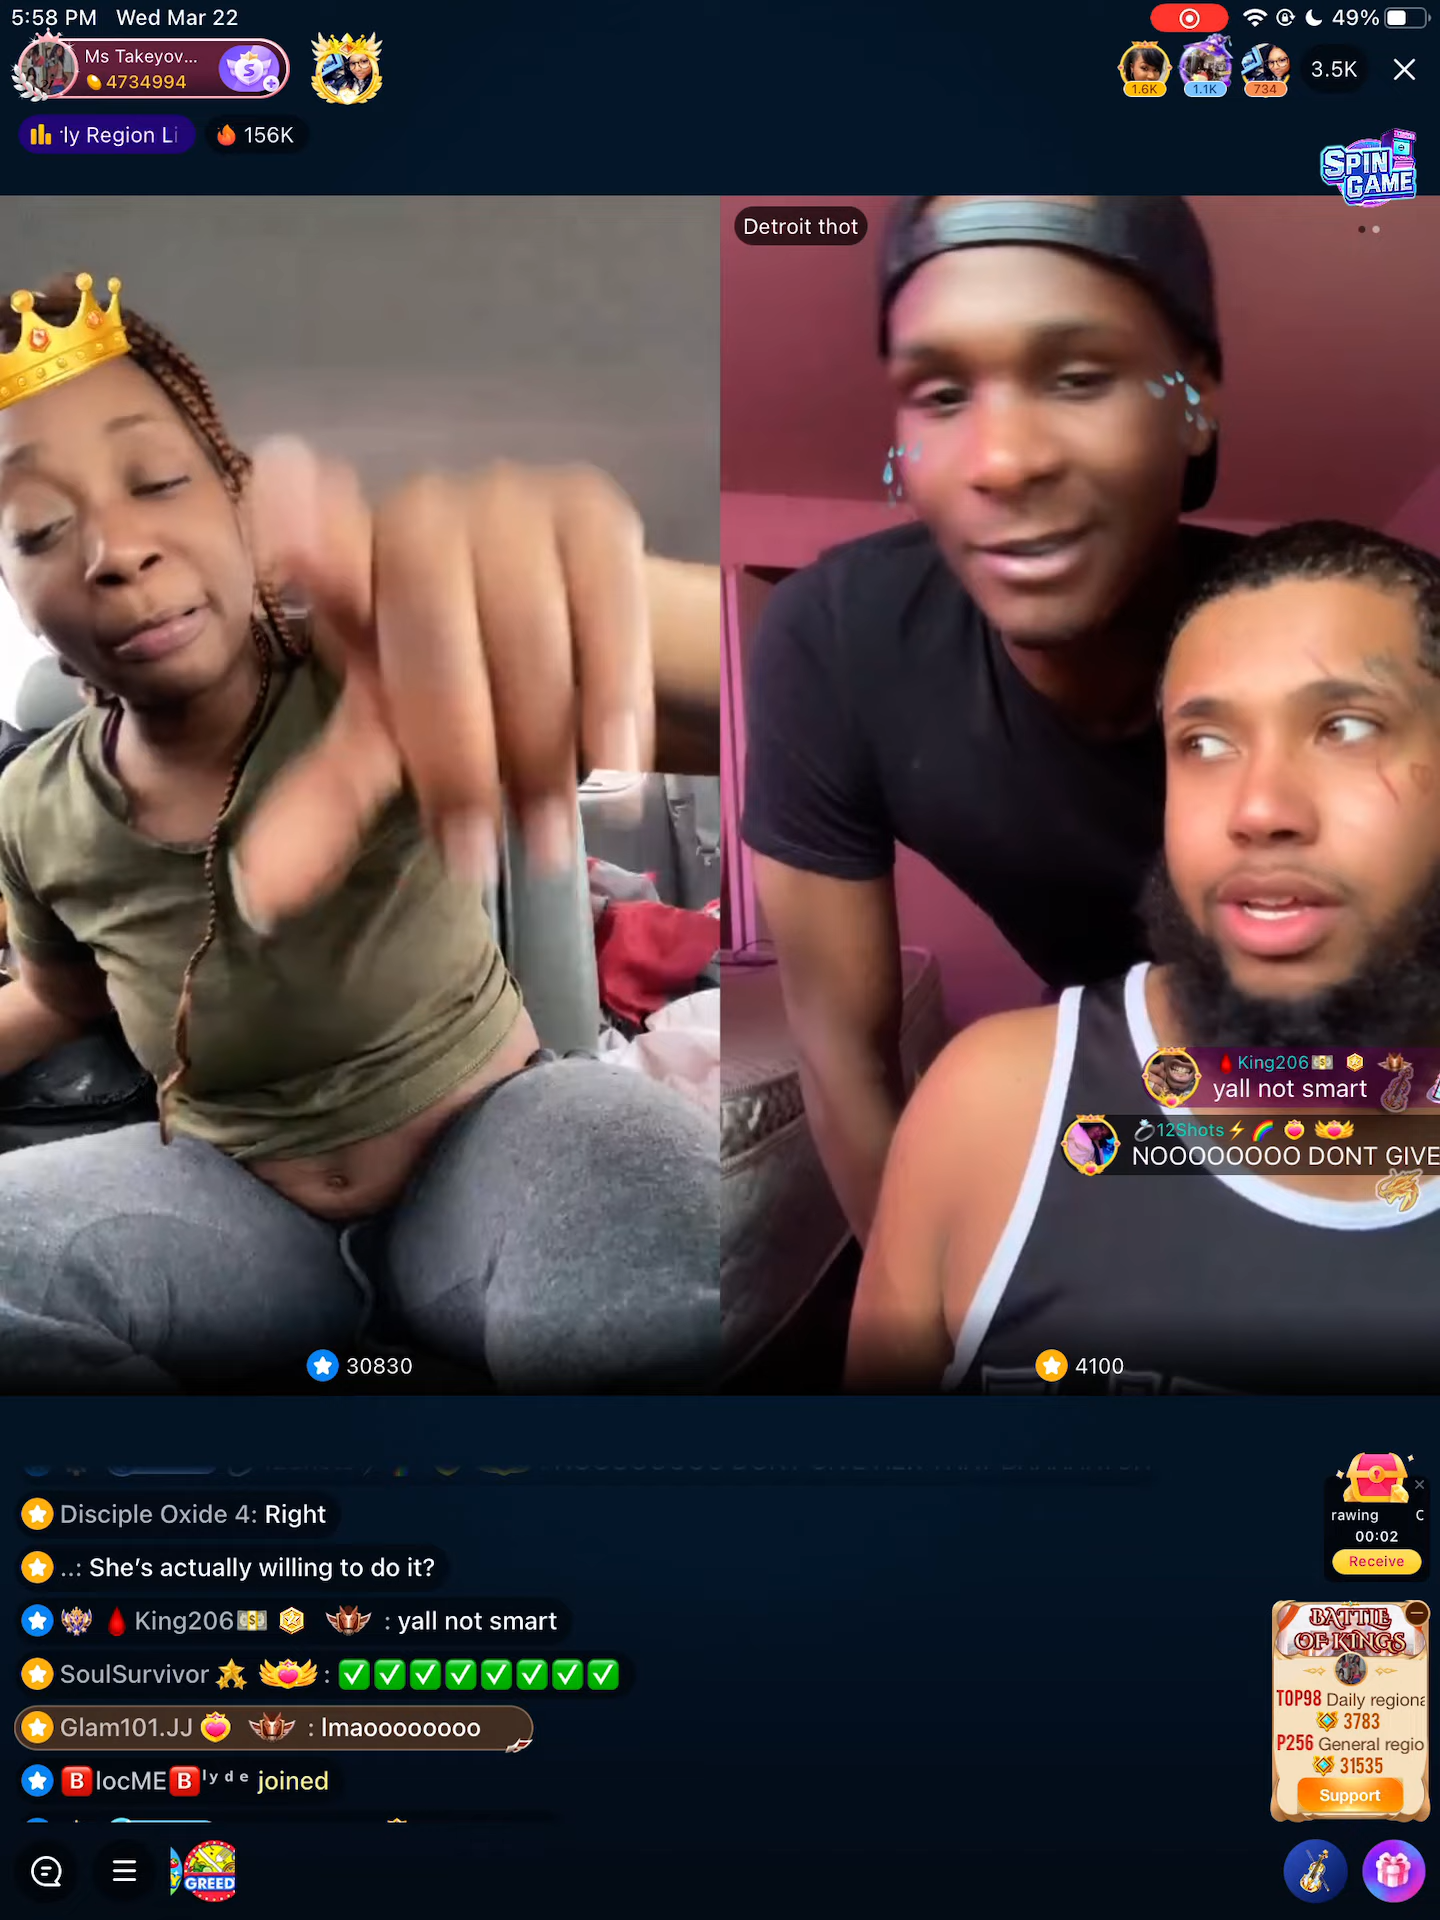 5:58 PM Wed Mar 22
49%
Ms Takeyov...
4734994
S
1.6K
1.1K
734
3.5K
ly Region Li
156K
SPIN
GAME
Detroit thot
King206
yall not smart
12Shots
NOOOOOOOO DONT GIVE
30830
4100
Disciple Oxide 4: Right
..: She’s actually willing to do it?
King206 : yall not smart
SoulSurvivor :
Glam101.JJ : lmaoooooooo
BlocMEBlyde joined
rawing C
00:02
Receive
BATTLE
OF KINGS
TOP98 Daily regiona
3783
P256 General regio
31535
Support
GREED